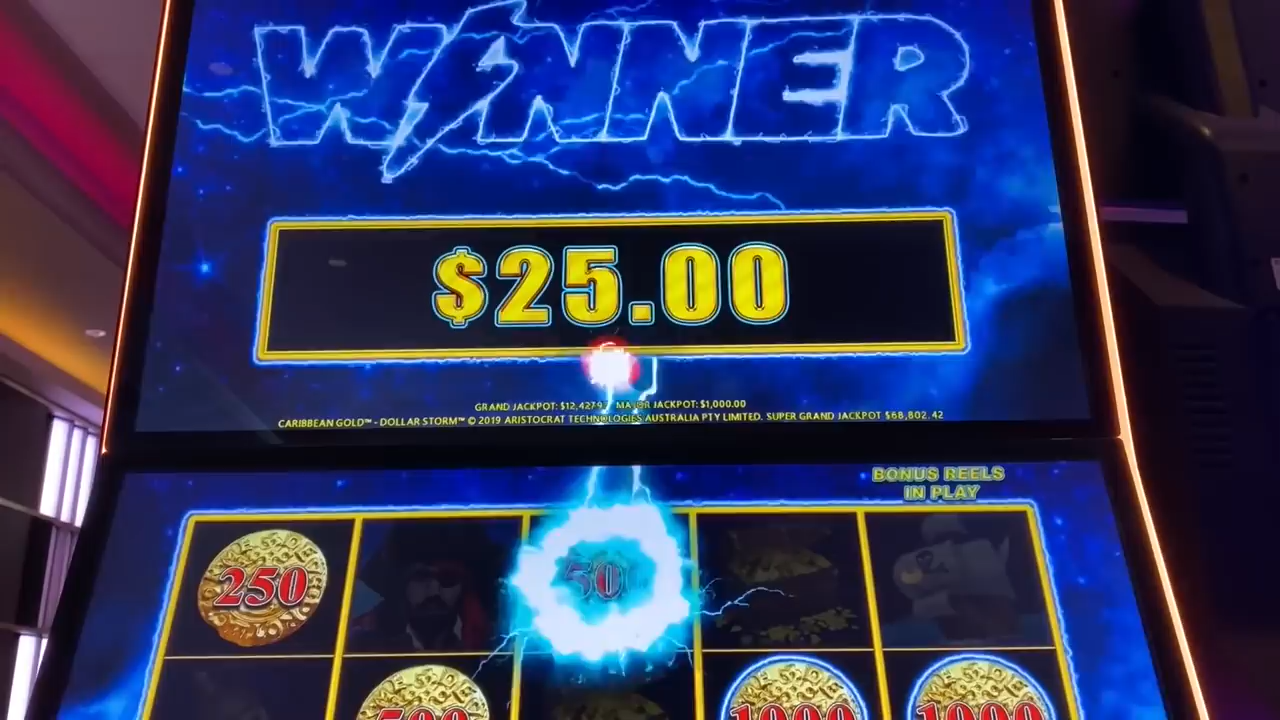 WINNER
$25.00
GRAND JACKPOT: $12,427.97 MAJOR JACKPOT: $1,000.00
CARIBBEAN GOLD™ - DOLLAR STORM™ © 2019 ARISTOCRAT TECHNOLOGIES AUSTRALIA PTY LIMITED. SUPER GRAND JACKPOT $68,802.42
BONUS REELS
IN PLAY
250
500
1000
1000